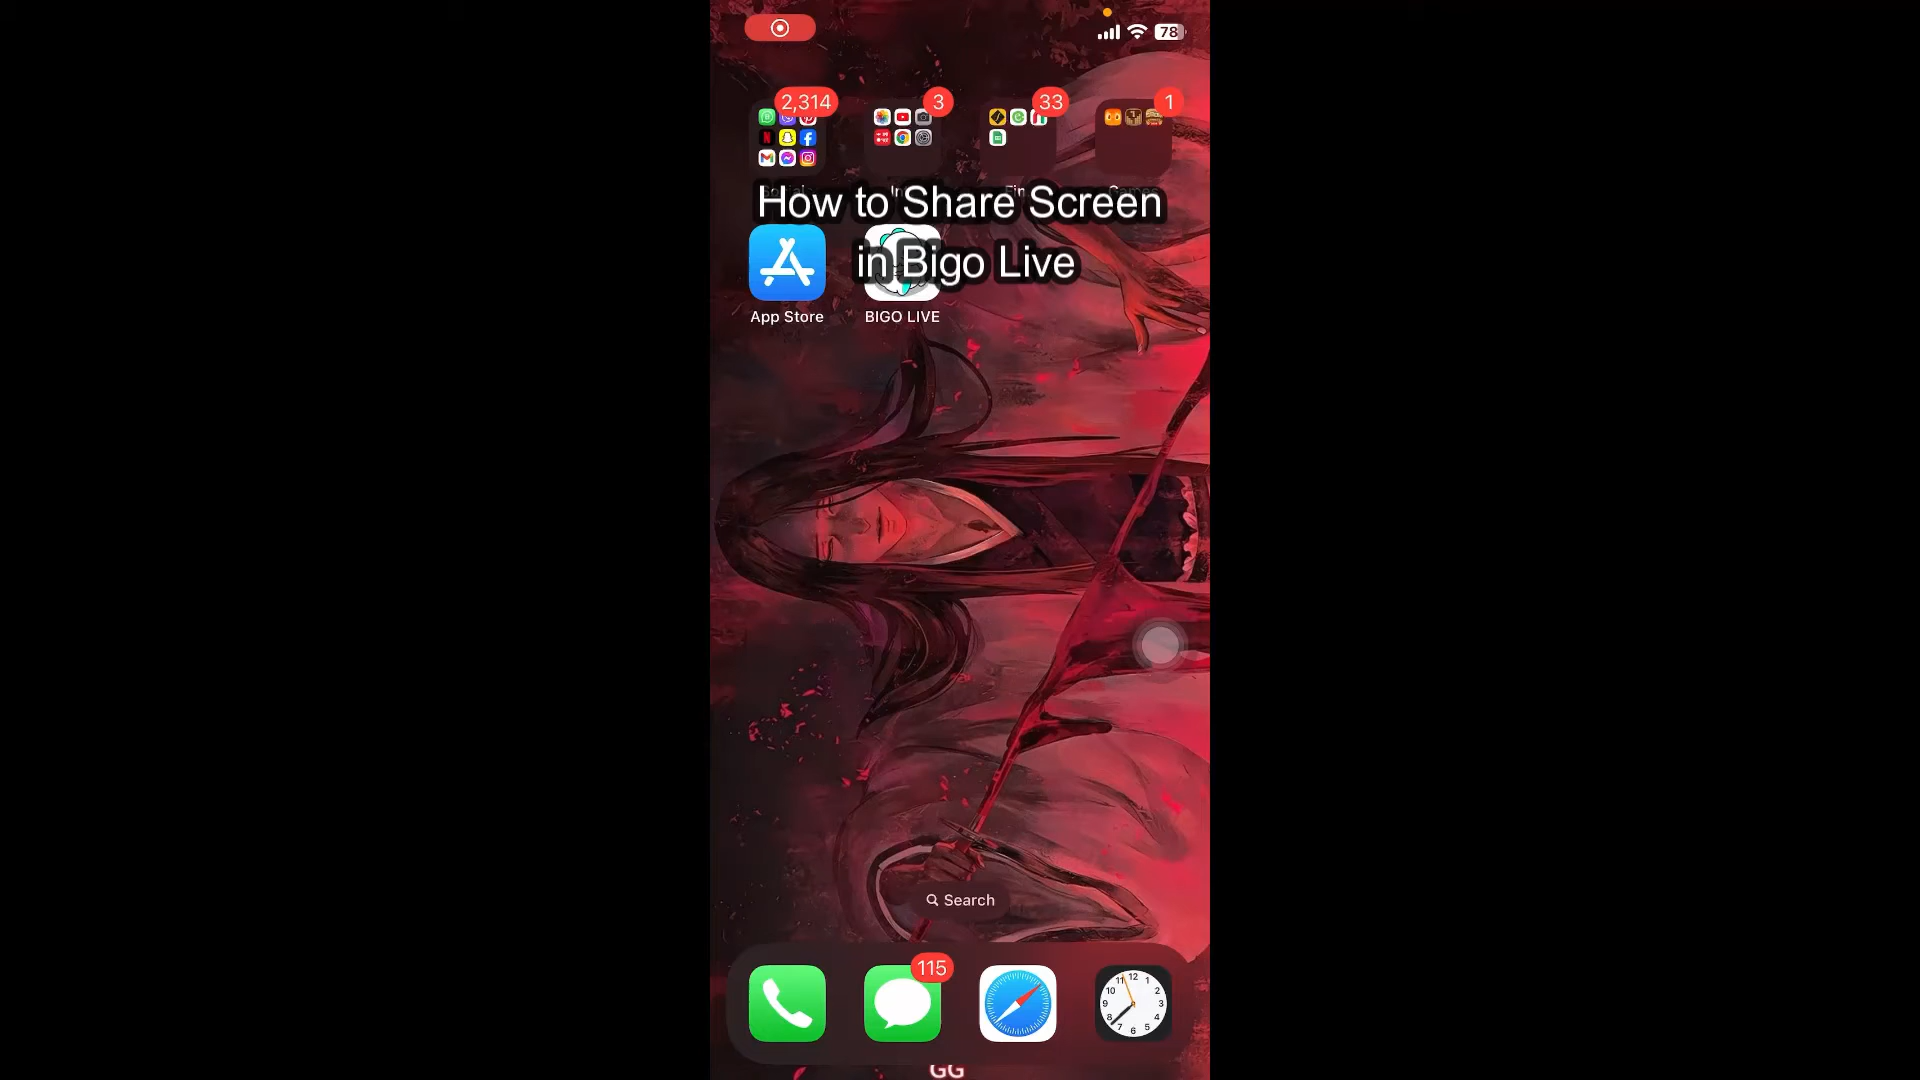 78
2,314
3
33
1
How to Share Screen
in Bigo Live
App Store
BIGO LIVE
Search
115
GG